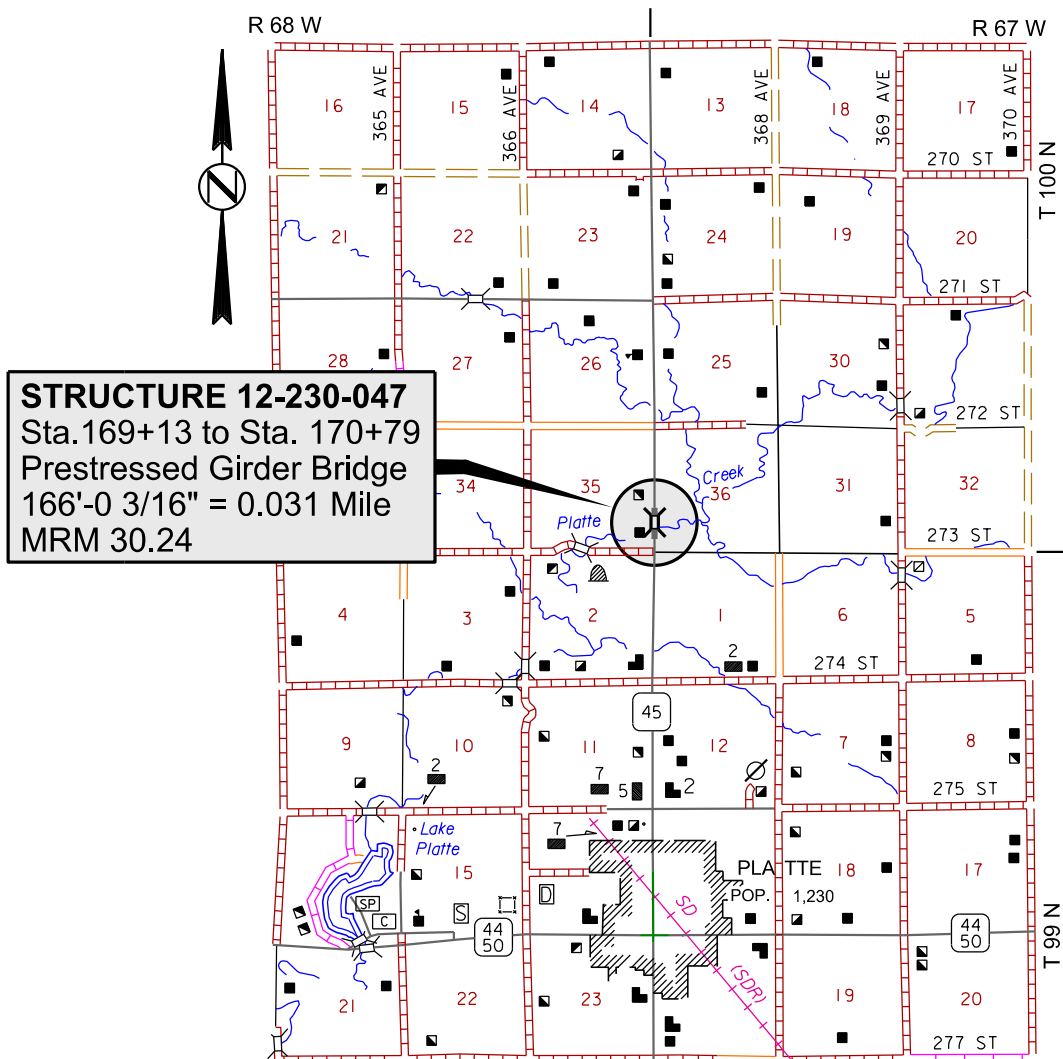 R 68 W
R 67 W
365 AVE
366 AVE
368 AVE
369 AVE
370 AVE
16
15
14
13
18
17
270 ST
T 100 N
N
21
22
23
24
19
20
271 ST
28
27
26
25
30
272 ST
STRUCTURE 12-230-047
Sta.169+13 to Sta. 170+79
Prestressed Girder Bridge
166'-0 3/16" = 0.031 Mile
MRM 30.24
34
35
36
31
32
Creek
Platte
273 ST
4
3
2
1
6
5
2
274 ST
45
9
10
11
12
7
8
2
7
5
2
275 ST
Lake
Platte
7
15
PLATTE
POP. 1,230
18
17
SP
C
S
D
SD
(SDR)
44
50
44
50
T 99 N
21
22
23
19
20
277 ST